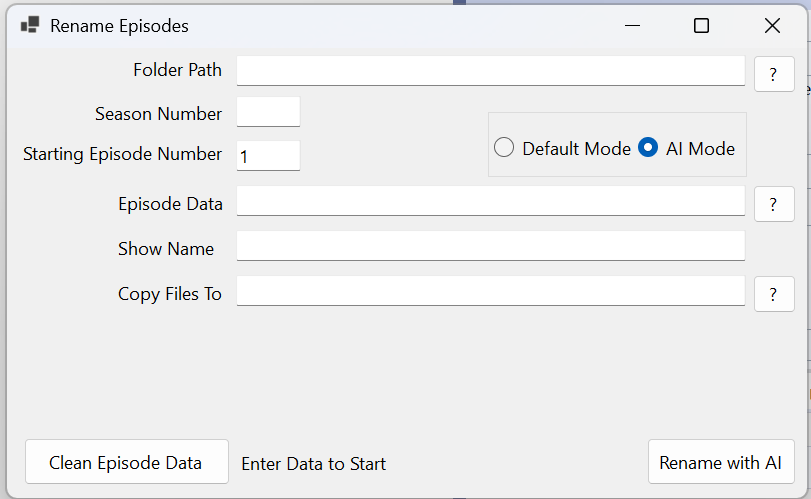 Rename Episodes
Folder Path
?
Season Number
Starting Episode Number 1
Default Mode AI Mode
Episode Data
?
Show Name
Copy Files To
?
Clean Episode Data Enter Data to Start Rename with AI